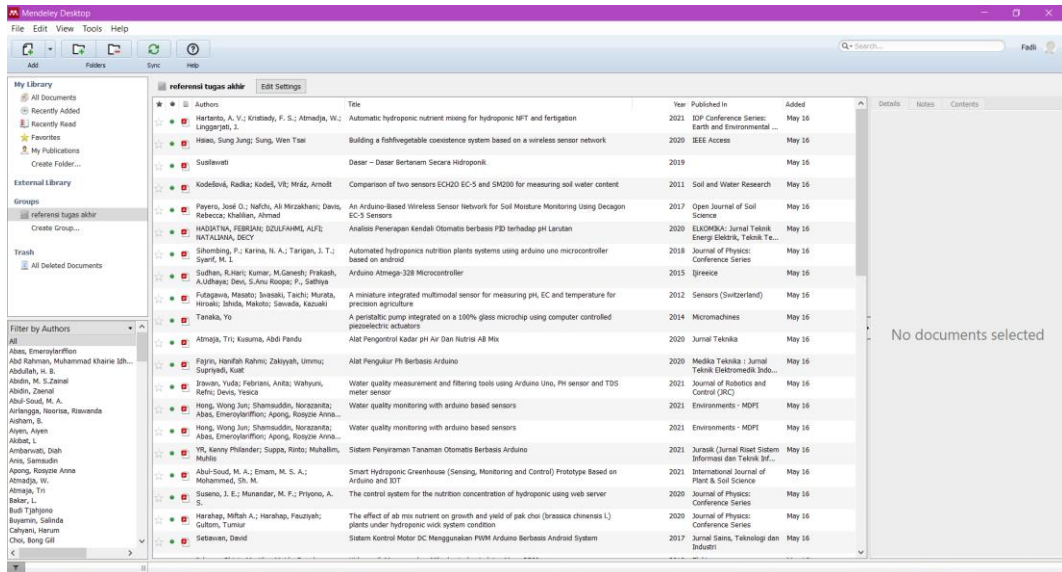 Mendeley Desktop
File Edit View Tools Help
Add Folders Sync Help
Search...
Fadli
My Library
All Documents
Recently Added
Recently Read
Favorites
My Publications
Create Folder...
External Library
Groups
referensi tugas akhir
Create Group...
Trash
All Deleted Documents
Filter by Authors
All
Abas, Emeroylariffion
Abd Rahman, Muhammad Khairie Idh...
Abdullah, H. B.
Abidin, M. S.Zainal
Abidin, Zaenal
Abul-Soud, M. A.
Airlangga, Noorisa, Riswanda
Aisham, B.
Aiyen, Aiyen
Akibat, L
Ambarwati, Diah
Anis, Samsudin
Apong, Rosyzie Anna
Atmadja, W.
Atmaja, Tri
Bakar, L.
Budi Tjahjono
Buyamin, Salinda
Cahyani, Harum
Choi, Bong Gill
referensi tugas akhir Edit Settings
Authors Title Year Published In Added
Hartanto, A. V.; Kristiady, F. S.; Atmadja, W.; Automatic hydroponic nutrient mixing for hydroponic NFT and fertigation 2021 IOP Conference Series: May 16
Linggarjati, J. Earth and Environmental ...
Hsiao, Sung Jung; Sung, Wen Tsai Building a fishfivegetable coexistence system based on a wireless sensor network 2020 IEEE Access May 16
Susilawati Dasar – Dasar Bertanam Secara Hidroponik 2019 May 16
Kodešová, Radka; Kodeš, Vít; Mráz, Arnošt Comparison of two sensors ECH2O EC-5 and SM200 for measuring soil water content 2011 Soil and Water Research May 16
Payero, José O.; Nafchi, Ali Mirzakhani; Davis, An Arduino-Based Wireless Sensor Network for Soil Moisture Monitoring Using Decagon 2017 Open Journal of Soil May 16
Rebecca; Khalilian, Ahmad EC-5 Sensors Science
HADIATNA, FEBRIAN; DZULFAHMI, ALFI; Analisis Penerapan Kendali Otomatis berbasis PID terhadap pH Larutan 2020 ELKOMIKA: Jurnal Teknik May 16
NATALIANA, DECY Energi Elektrik, Teknik Te...
Sihombing, P.; Karina, N. A.; Tarigan, J. T.; Automated hydroponics nutrition plants systems using arduino uno microcontroller 2018 Journal of Physics: May 16
Syarif, M. I. based on android Conference Series
Sudhan, R.Hari; Kumar, M.Ganesh; Prakash, Arduino Atmega-328 Microcontroller 2015 Ijireeice May 16
A.Udhaya; Devi, S.Anu Roopa; P., Sathiya
Futagawa, Masato; Iwasaki, Taichi; Murata, A miniature integrated multimodal sensor for measuring pH, EC and temperature for 2012 Sensors (Switzerland) May 16
Hiroaki; Ishida, Makoto; Sawada, Kazuaki precision agriculture
Tanaka, Yo A peristaltic pump integrated on a 100% glass microchip using computer controlled 2014 Micromachines May 16
piezoelectric actuators
Atmaja, Tri; Kusuma, Abdi Pandu Alat Pengontrol Kadar pH Air Dan Nutrisi AB Mix 2020 Jurnal Teknika May 16
Fajrin, Hanifah Rahmi; Zakiyyah, Ummu; Alat Pengukur Ph Berbasis Arduino 2020 Medika Teknika : Jurnal May 16
Supriyadi, Kuat Teknik Elektromedik Indo...
Irawan, Yuda; Febriani, Anita; Wahyuni, Water quality measurement and filtering tools using Arduino Uno, PH sensor and TDS 2021 Journal of Robotics and May 16
Refni; Devis, Yesica meter sensor Control (JRC)
Hong, Wong Jun; Shamsuddin, Norazanita; Water quality monitoring with arduino based sensors 2021 Environments - MDPI May 16
Abas, Emeroylariffion; Apong, Rosyzie Anna...
Hong, Wong Jun; Shamsuddin, Norazanita; Water quality monitoring with arduino based sensors 2021 Environments - MDPI May 16
Abas, Emeroylariffion; Apong, Rosyzie Anna...
YR, Kenny Philander; Suppa, Rinto; Muhallim, Sistem Penyiraman Tanaman Otomatis Berbasis Arduino 2021 Jurasik (Jurnal Riset Sistem May 16
Muhlis Informasi dan Teknik Inf...
Abul-Soud, M. A.; Emam, M. S. A.; Smart Hydroponic Greenhouse (Sensing, Monitoring and Control) Prototype Based on 2021 International Journal of May 16
Mohammed, Sh. M. Arduino and IOT Plant & Soil Science
Suseno, J. E.; Munandar, M. F.; Priyono, A. The control system for the nutrition concentration of hydroponic using web server 2020 Journal of Physics: May 16
S. Conference Series
Harahap, Miftah A.; Harahap, Fauziyah; The effect of ab mix nutrient on growth and yield of pak choi (brassica chinensis l.) 2020 Journal of Physics: May 16
Gultom, Tumiur plants under hydroponic wick system condition Conference Series
Setiawan, David Sistem Kontrol Motor DC Menggunakan PWM Arduino Berbasis Android System 2017 Jurnal Sains, Teknologi dan May 16
Industri
Details Notes Contents
No documents selected